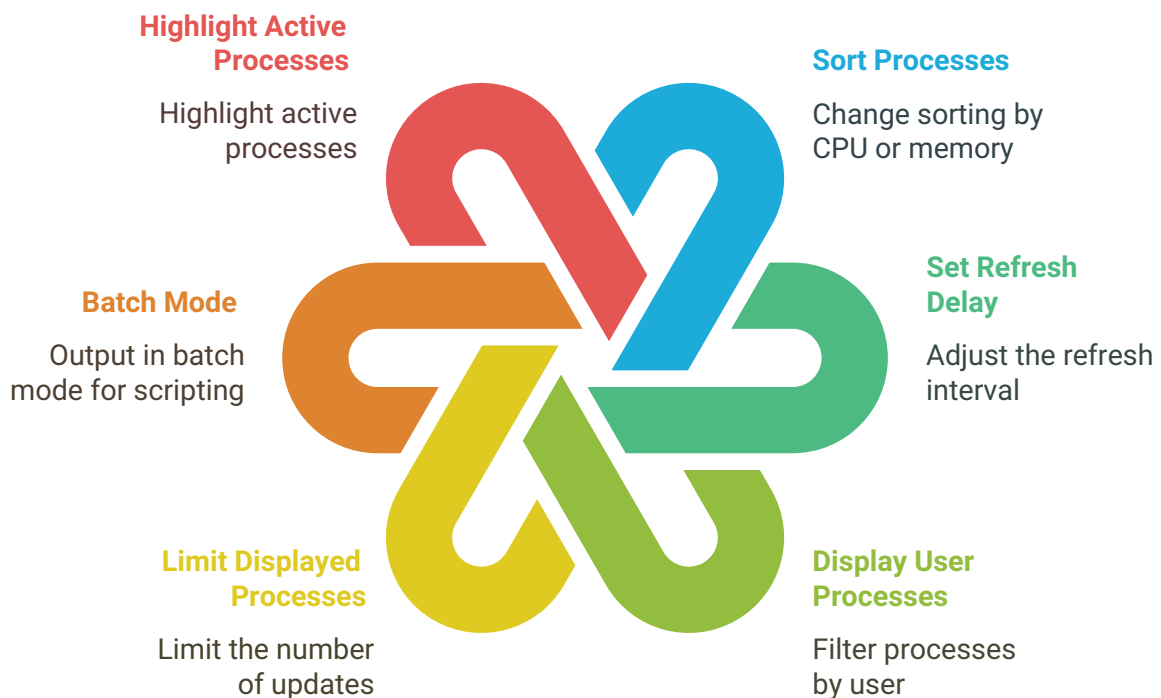 Highlight Active
Processes
Highlight active
processes
Sort Processes
Change sorting by
CPU or memory
Batch Mode
Output in batch
mode for scripting
Set Refresh
Delay
Adjust the refresh
interval
Limit Displayed
Processes
Limit the number
of updates
Display User
Processes
Filter processes
by user